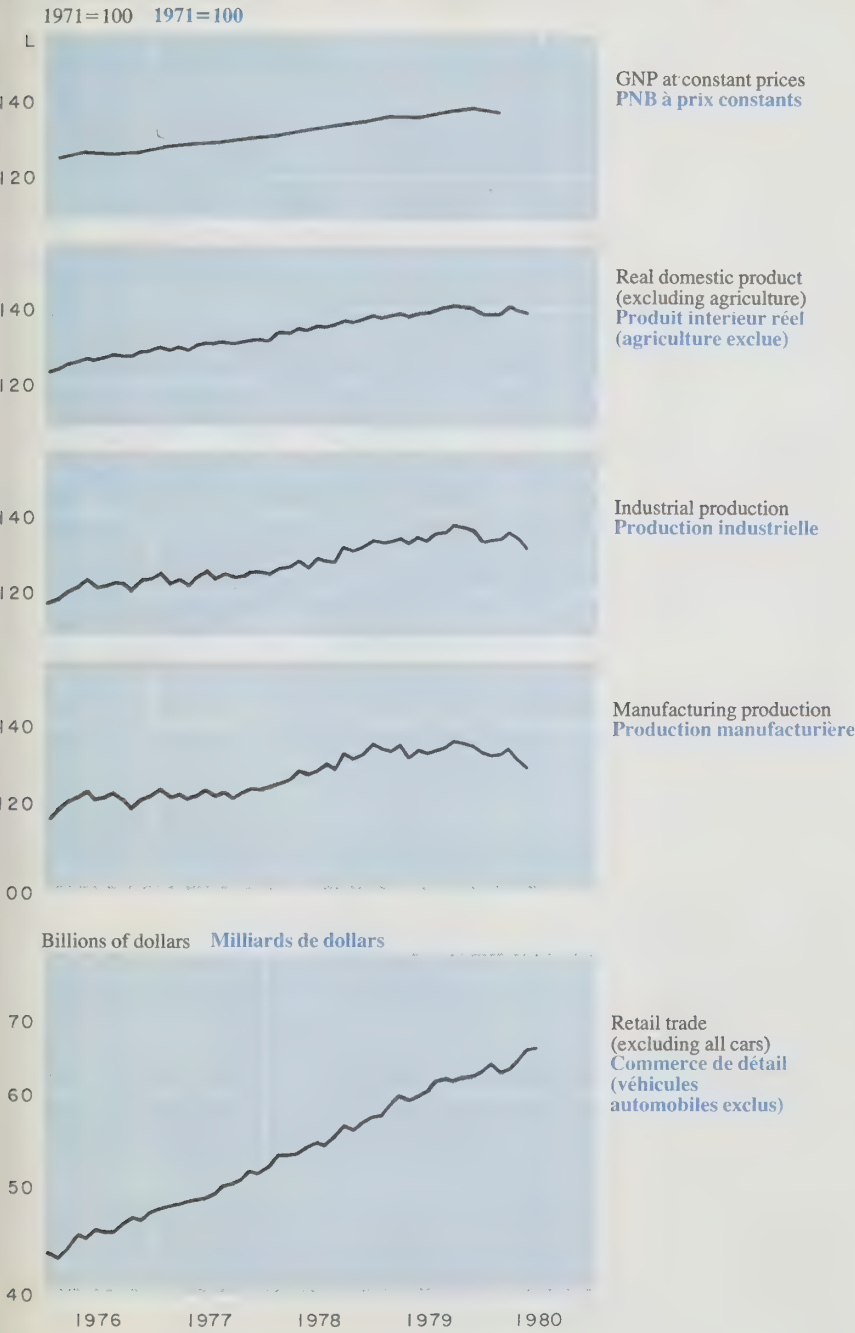 1971=100 1971=100
L
140
120
GNP at constant prices
PNB à prix constants
140
120
Real domestic product
(excluding agriculture)
Produit interieur réel
(agriculture exclue)
140
120
Industrial production
Production industrielle
140
120
00
Manufacturing production
Production manufacturière
Billions of dollars Milliards de dollars
70
60
50
40
Retail trade
(excluding all cars)
Commerce de détail
(véhicules
automobiles exclus)
1976 1977 1978 1979 1980